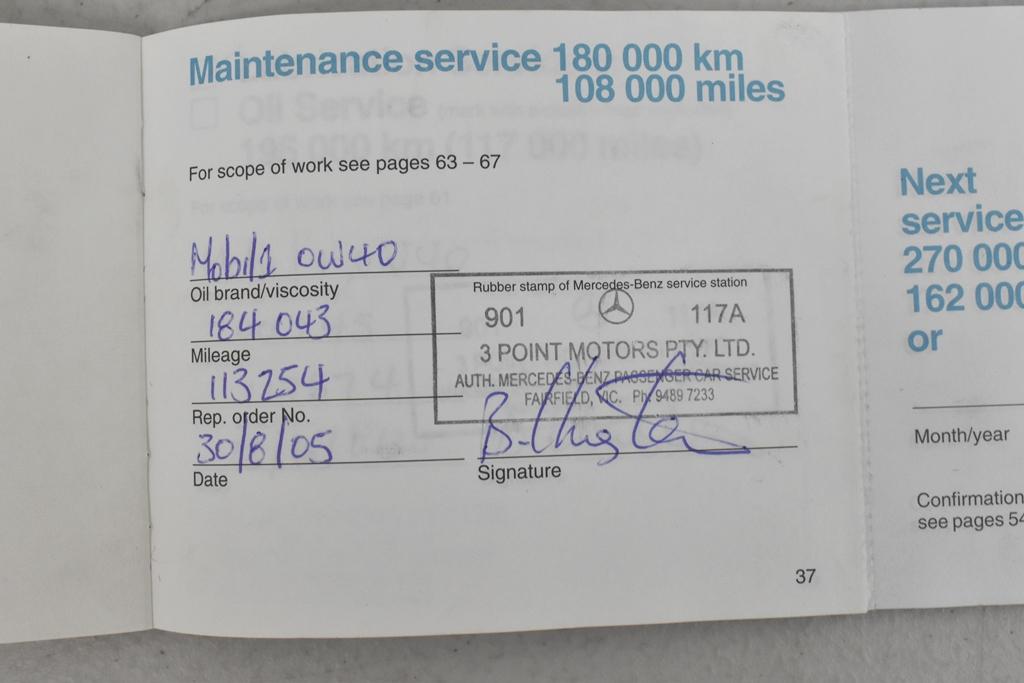 Maintenance service 180 000 km
108 000 miles
For scope of work see pages 63 – 67
Mobil 1 0W40
Oil brand/viscosity
184 043
Mileage
113254
Rep. order No.
30/8/05
Date
Rubber stamp of Mercedes-Benz service station
901 117A
3 POINT MOTORS PTY. LTD.
AUTH. MERCEDES-BENZ PASSENGER CAR SERVICE
FAIRFIELD, VIC. Ph: 9489 7233
Signature
37
Next
service
270 000
162 000
or
Month/year
Confirmation
see pages 54